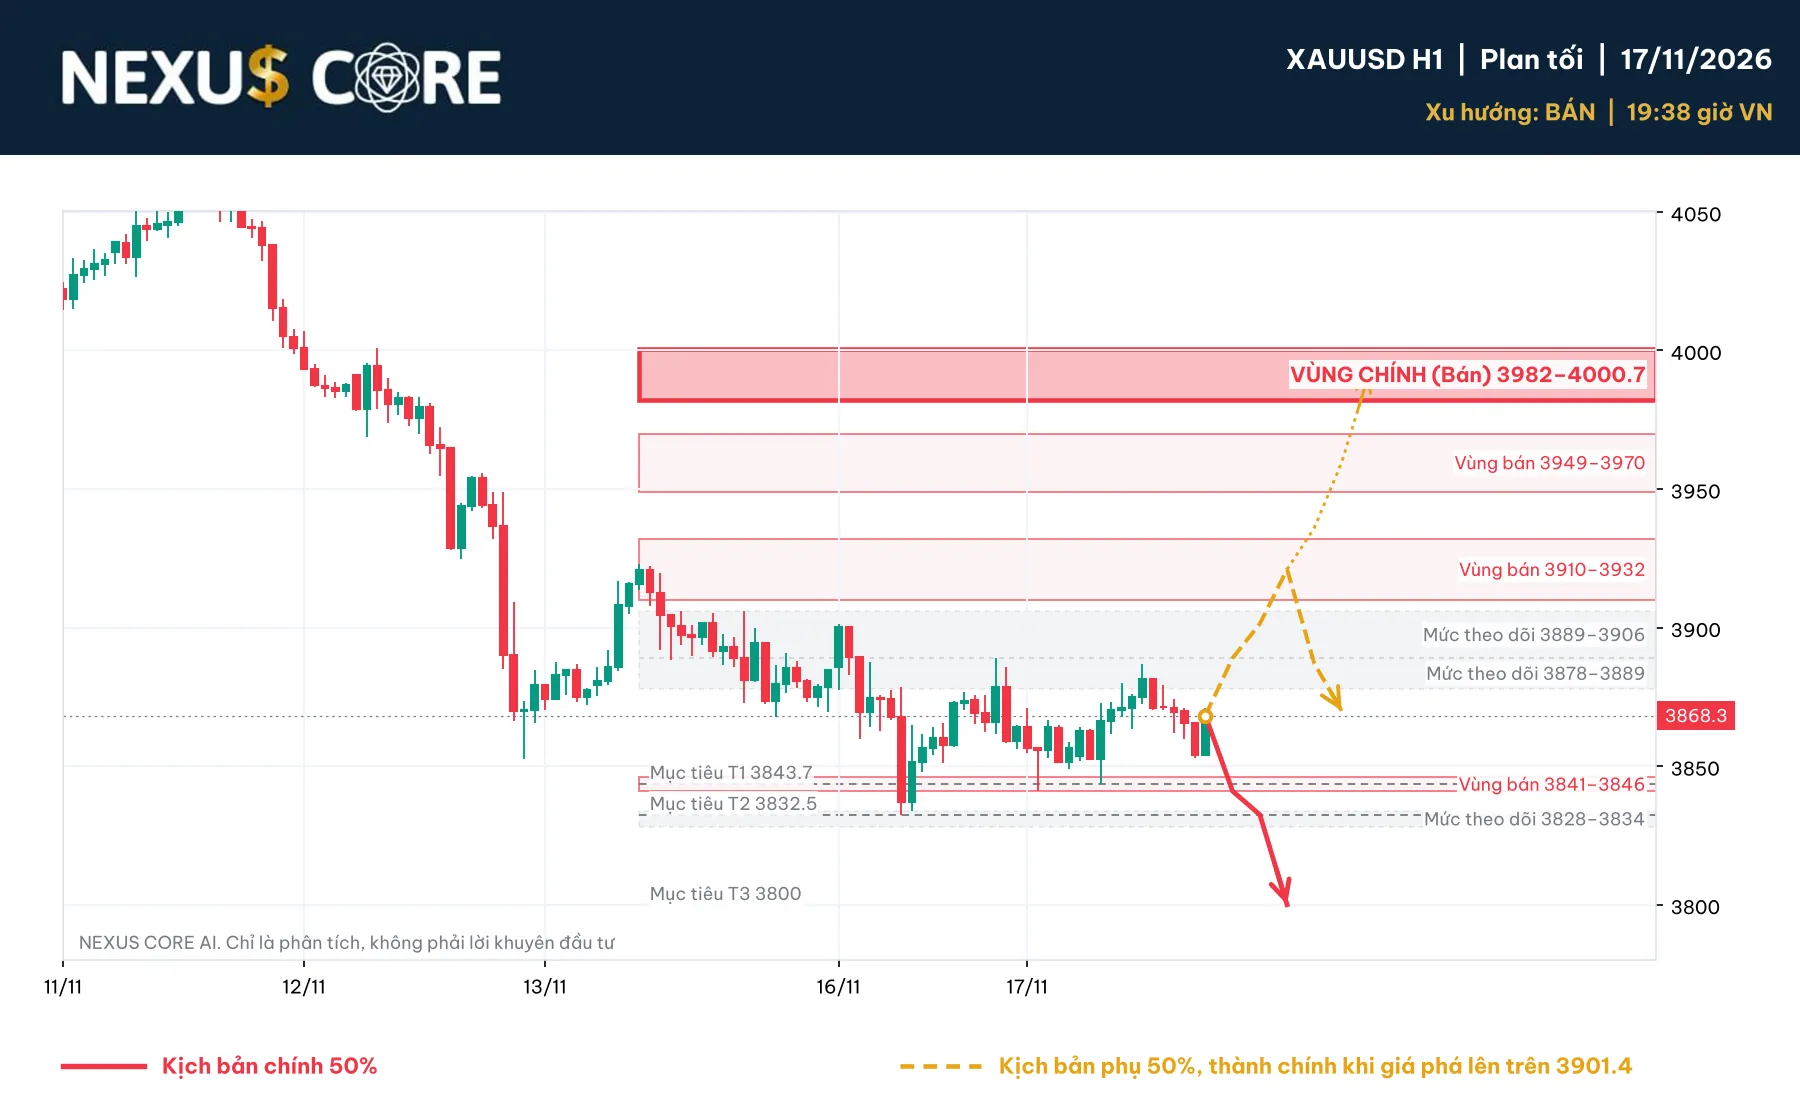 NEXU$ CORE
XAUUSD H1 | Plan tối | 17/11/2026
Xu hướng: BÁN | 19:38 giờ VN
4050
4000
VÙNG CHÍNH (Bán) 3982–4000.7
Vùng bán 3949–3970
3950
Vùng bán 3910–3932
3900
Mức theo dõi 3889–3906
Mức theo dõi 3878–3889
3868.3
Mục tiêu T1 3843.7
3850
Vùng bán 3841–3846
Mục tiêu T2 3832.5
Mức theo dõi 3828–3834
Mục tiêu T3 3800
3800
NEXUS CORE AI. Chỉ là phân tích, không phải lời khuyên đầu tư
11/11 12/11 13/11 16/11 17/11
Kịch bản chính 50%
Kịch bản phụ 50%, thành chính khi giá phá lên trên 3901.4